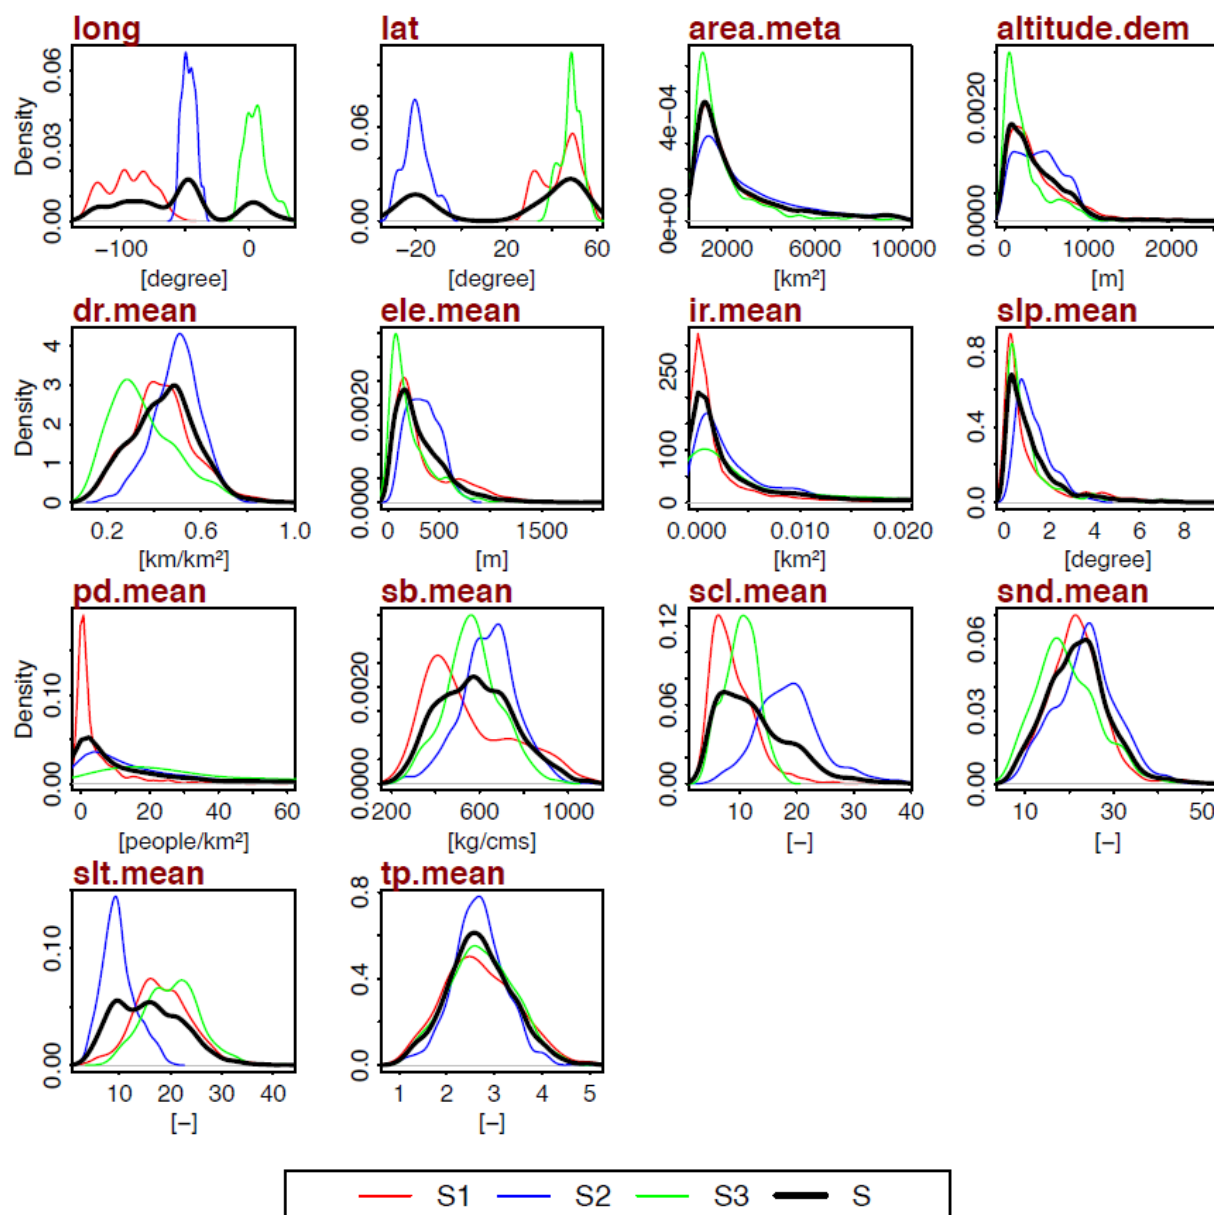 long lat area.meta altitude.dem
Density 0.00 0.03 0.06 0.00 0.06 0e+00 4e−04 0.0000 0.0020
−100 0 −20 20 60 2000 6000 10000 0 1000 2000
[degree] [degree] [km²] [m]
dr.mean ele.mean ir.mean slp.mean
Density 0 1 2 3 4 0.0000 0.0020 0 100 250 0.0 0.4 0.8
0.2 0.6 1.0 0 500 1500 0.000 0.010 0.020 0 2 4 6 8
[km/km²] [m] [km²] [degree]
pd.mean sb.mean scl.mean snd.mean
Density 0.00 0.10 0.0000 0.0020 0.00 0.06 0.12 0.00 0.03 0.06
0 20 40 60 200 600 1000 10 20 30 40 10 30 50
[people/km²] [kg/cms] [−] [−]
slt.mean tp.mean
0.00 0.10 0.0 0.4 0.8
10 20 30 40 1 2 3 4 5
[−] [−]
S1 S2 S3 S